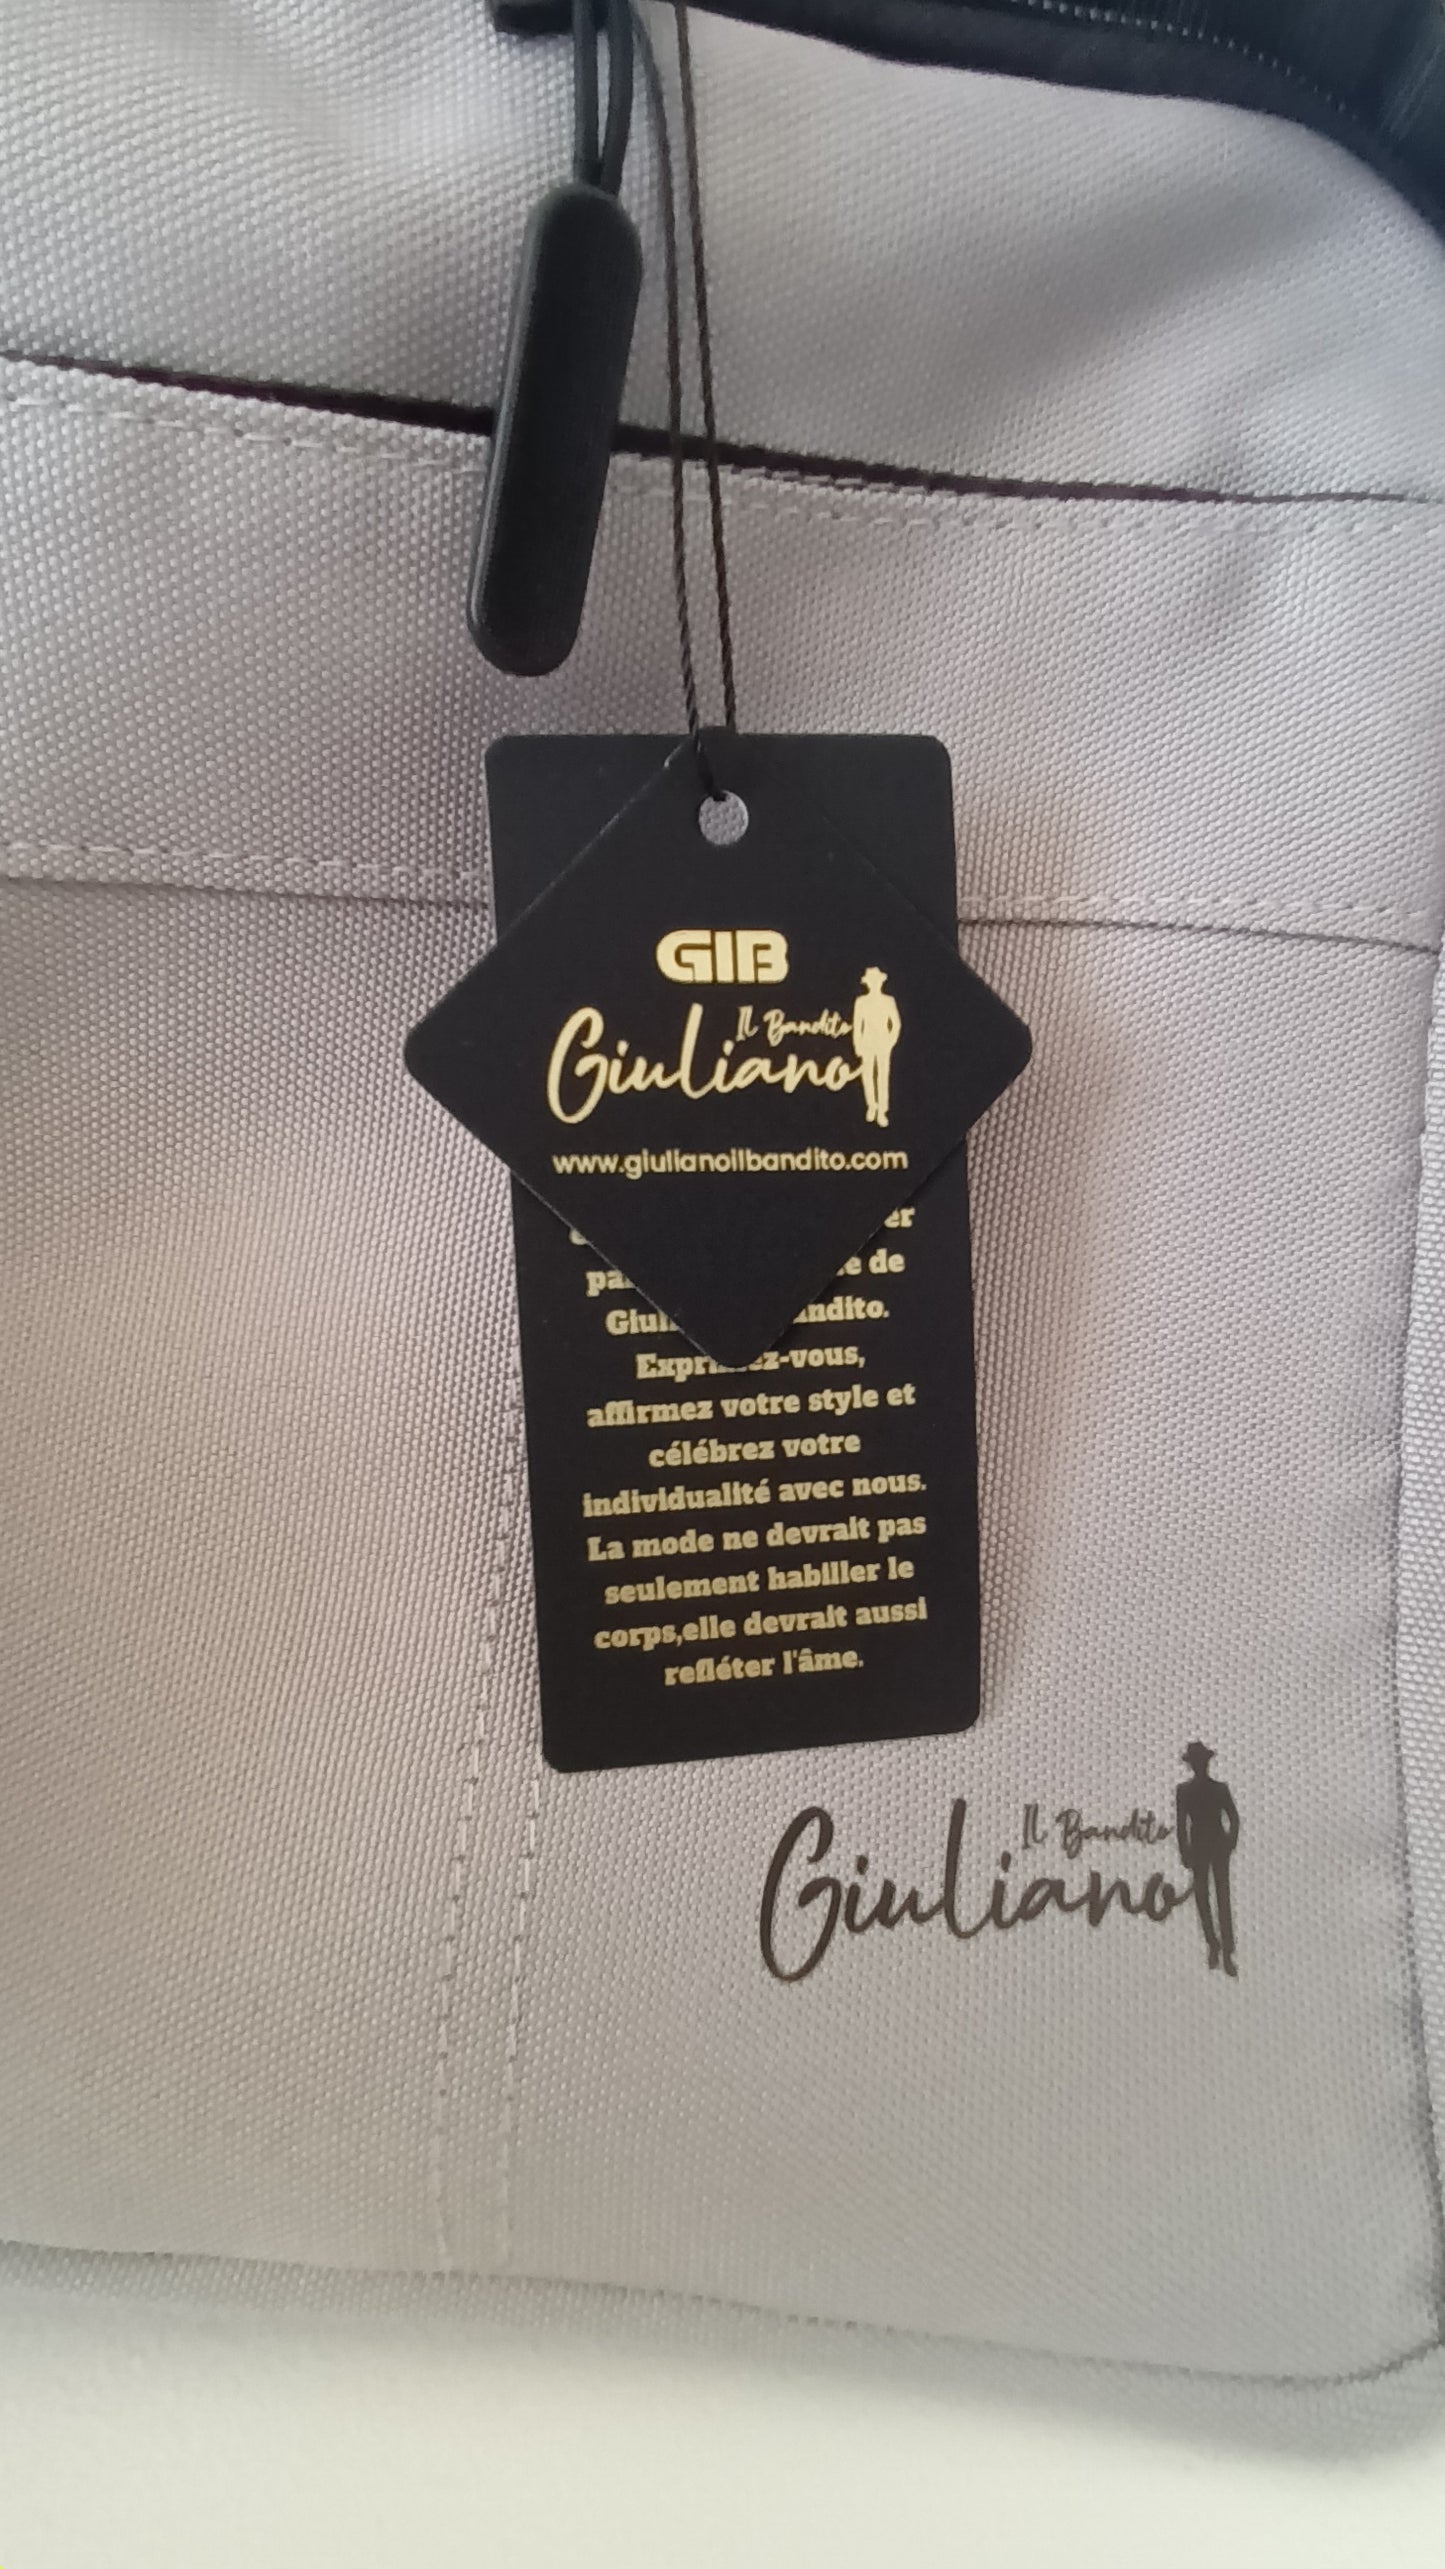 GIB
Il Bandito
Giuliano
www.giulianoilbandito.com
de
Exprimez-vous,
affirmez votre style et
célébrez votre
individualité avec nous.
La mode ne devrait pas
seulement habiller le
corps,elle devrait aussi
refléter l'âme.
Il Bandito
Giuliano